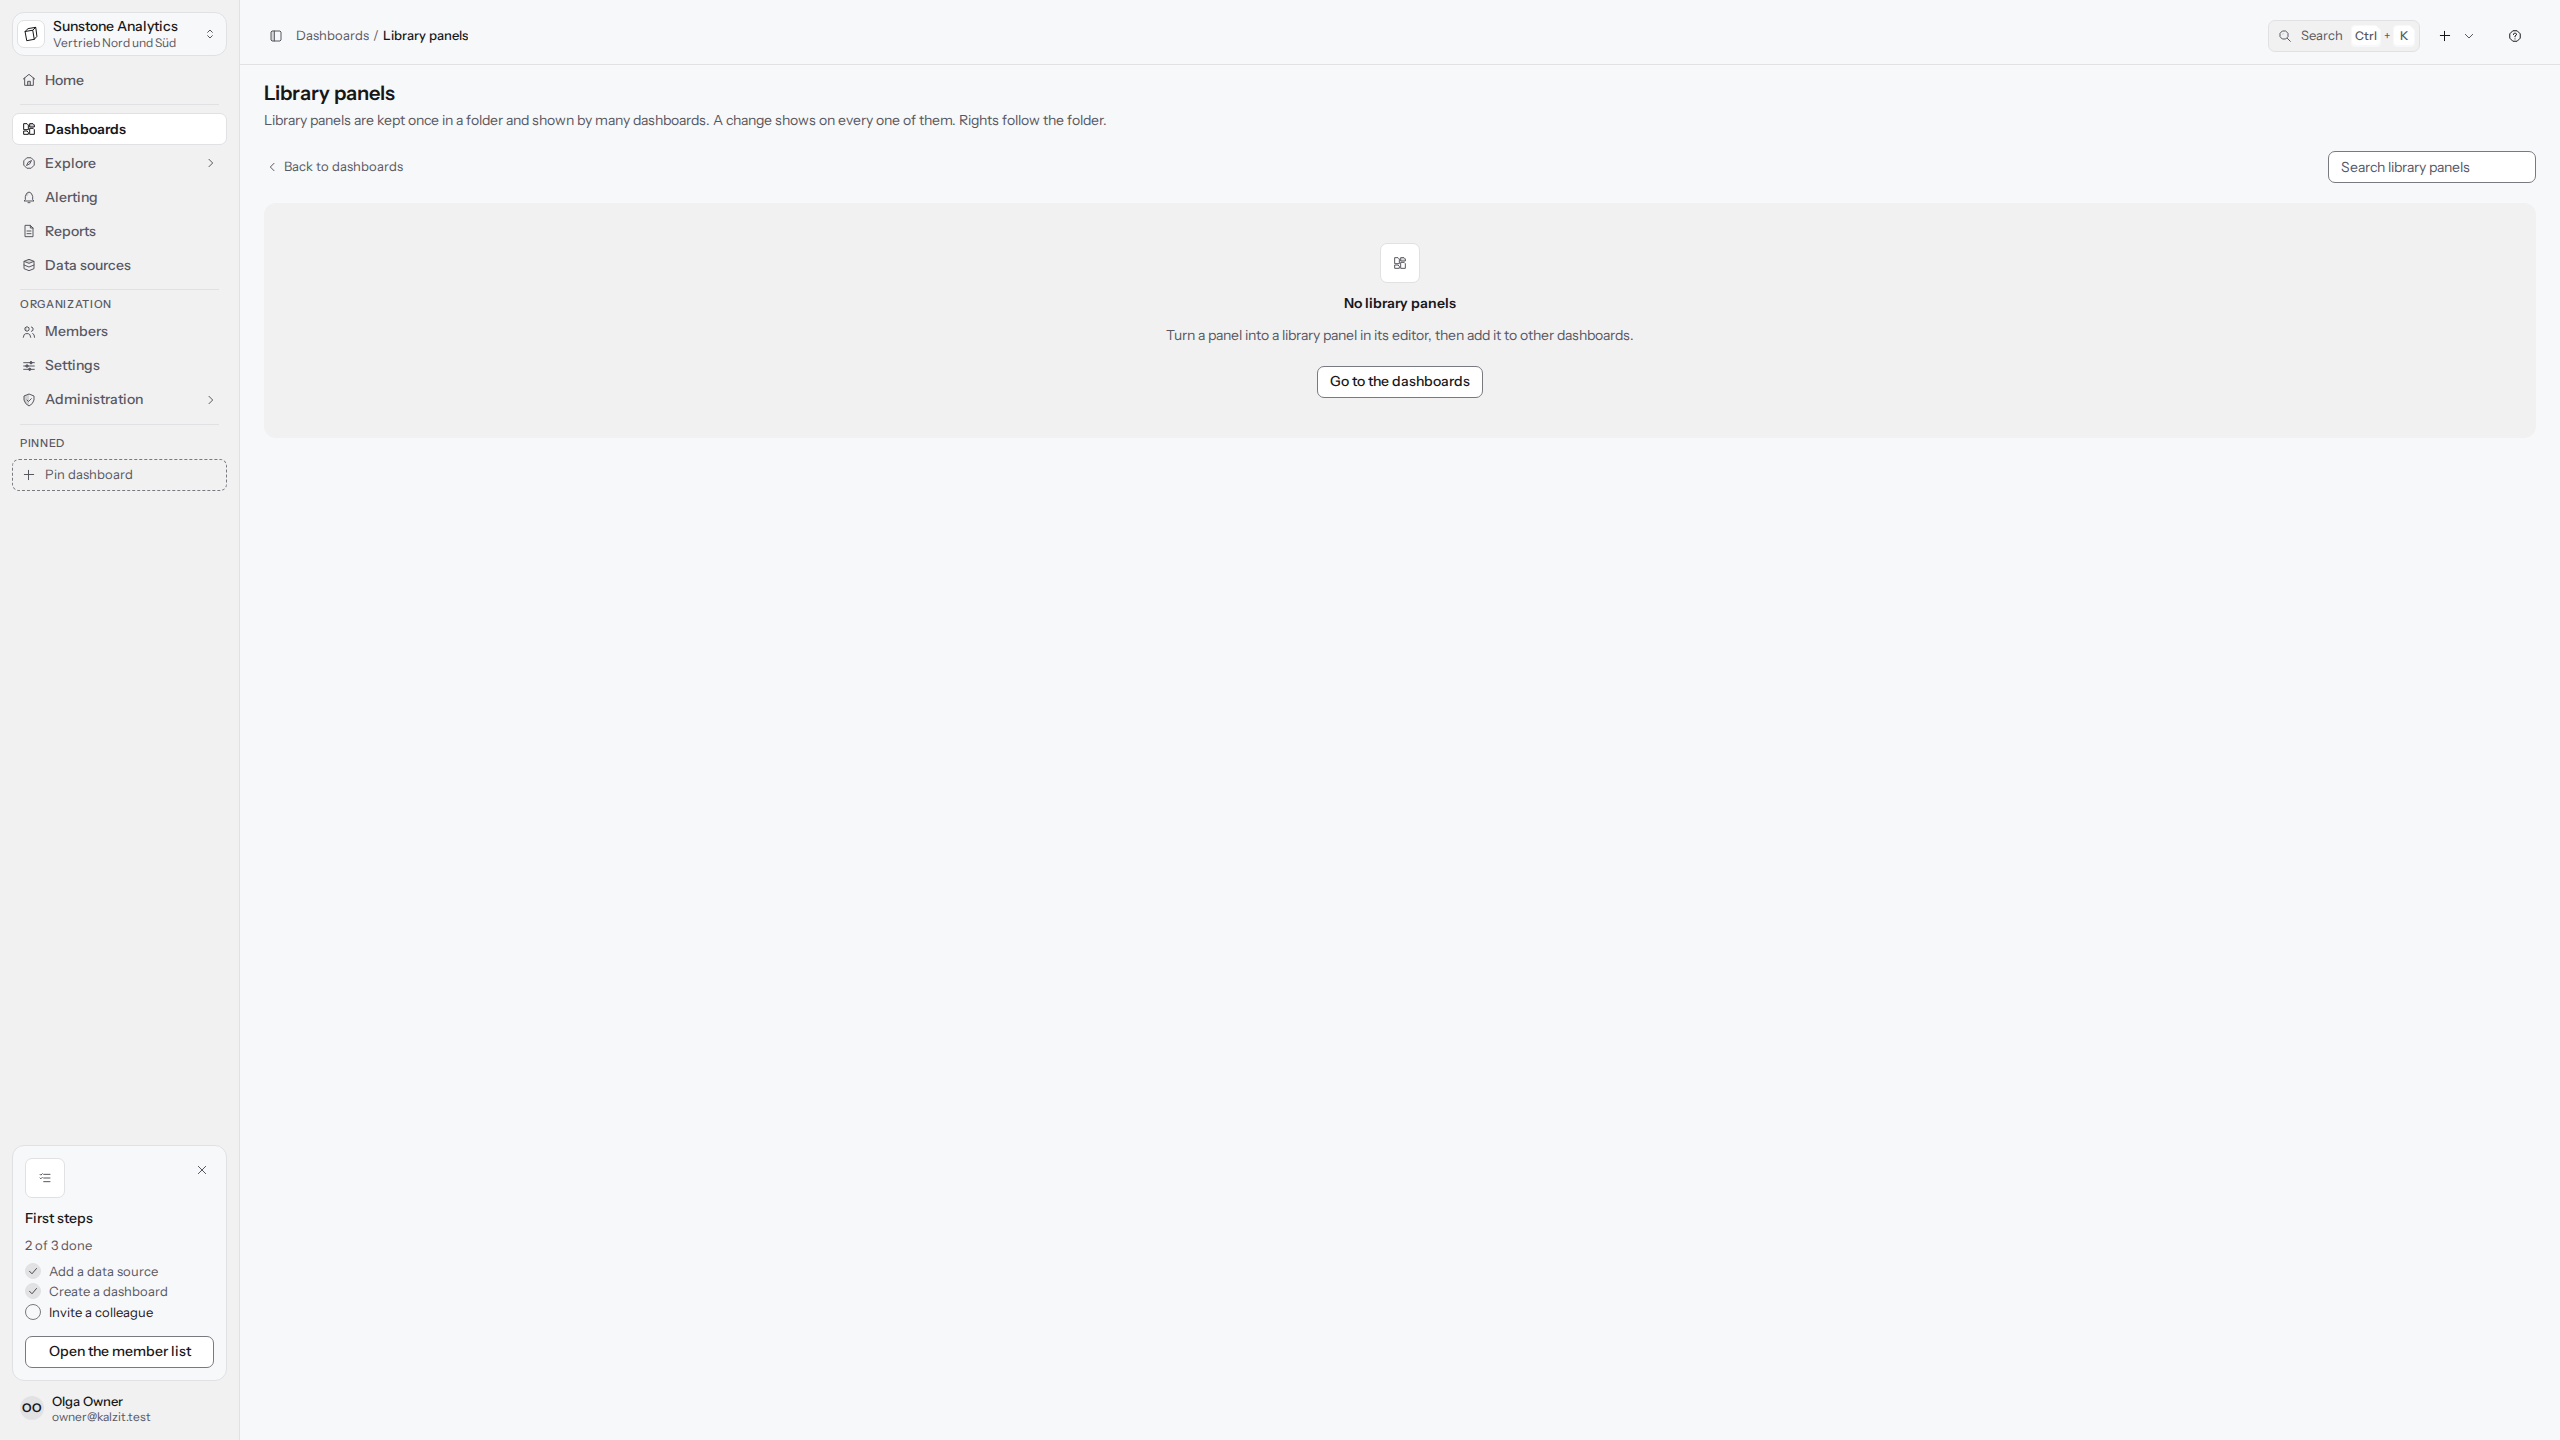 Sunstone Analytics
Vertrieb Nord und Süd
Home
Dashboards
Explore
Alerting
Reports
Data sources
ORGANIZATION
Members
Settings
Administration
PINNED
Pin dashboard
First steps
2 of 3 done
Add a data source
Create a dashboard
Invite a colleague
Open the member list
OO
Olga Owner
owner@kalzit.test
Dashboards / Library panels
Search Ctrl + K
Library panels
Library panels are kept once in a folder and shown by many dashboards. A change shows on every one of them. Rights follow the folder.
Back to dashboards
Search library panels
No library panels
Turn a panel into a library panel in its editor, then add it to other dashboards.
Go to the dashboards